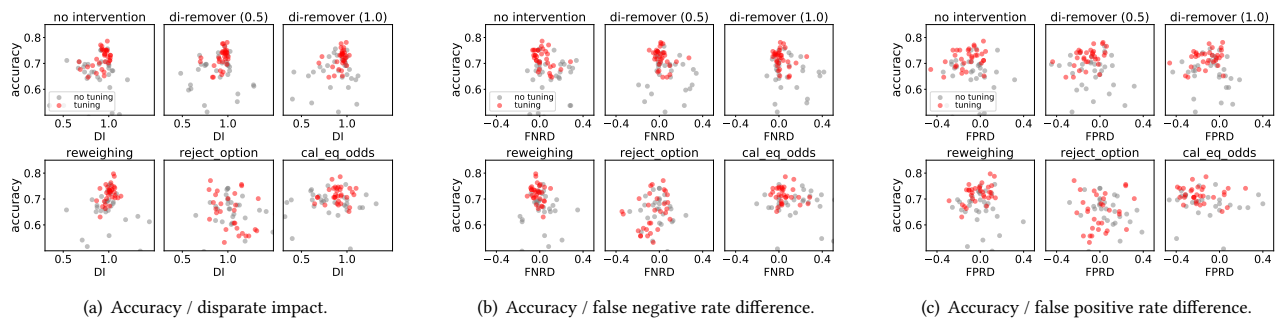 no intervention di-remover (0.5) di-remover (1.0)
accuracy
0.8
0.7
0.6
no tuning
tuning
0.5 1.0 0.5 1.0 0.5 1.0
DI DI DI
reweighing reject_option cal_eq_odds
accuracy
0.8
0.7
0.6
0.5 1.0 0.5 1.0 0.5 1.0
DI DI DI
(a) Accuracy / disparate impact.
no intervention di-remover (0.5) di-remover (1.0)
accuracy
0.8
0.7
0.6
no tuning
tuning
−0.4 0.0 0.4 −0.4 0.0 0.4 −0.4 0.0 0.4
FNRD FNRD FNRD
reweighing reject_option cal_eq_odds
accuracy
0.8
0.7
0.6
−0.4 0.0 0.4 −0.4 0.0 0.4 −0.4 0.0 0.4
FNRD FNRD FNRD
(b) Accuracy / false negative rate difference.
no intervention di-remover (0.5) di-remover (1.0)
accuracy
0.8
0.7
0.6
no tuning
tuning
−0.4 0.0 0.4 −0.4 0.0 0.4 −0.4 0.0 0.4
FPRD FPRD FPRD
reweighing reject_option cal_eq_odds
accuracy
0.8
0.7
0.6
−0.4 0.0 0.4 −0.4 0.0 0.4 −0.4 0.0 0.4
FPRD FPRD FPRD
(c) Accuracy / false positive rate difference.